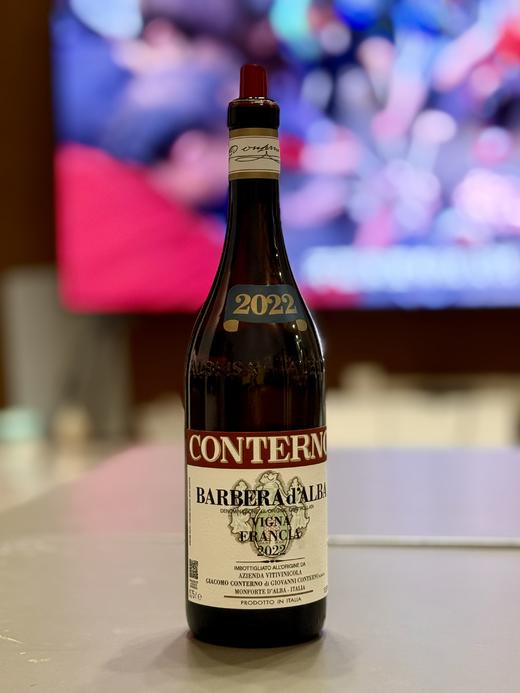 2022
CONTERNO
BARBERA d'ALBA
VIGNA
FRANCIA
2022
IMBOTTIGLIATO ALL'ORIGINE DA
AZIENDA VITIVINICOLA
GIACOMO CONTERNO di GIOVANNI CONTERNO
MONFORTE D'ALBA - ITALIA
PRODOTTO IN ITALIA